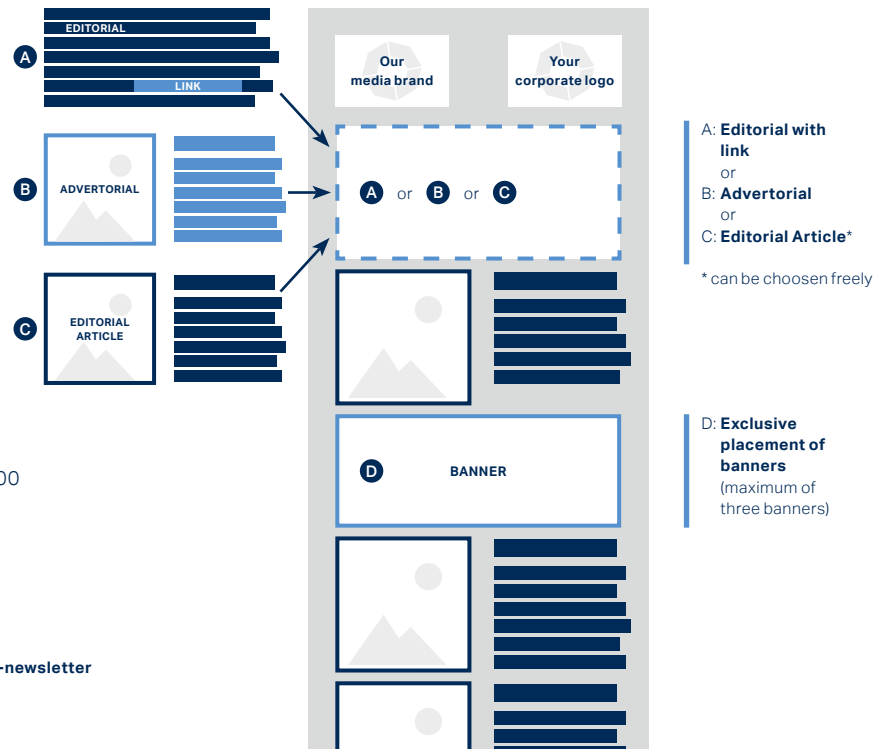 A
EDITORIAL
LINK
B
ADVERTORIAL
C
EDITORIAL
ARTICLE
00
-newsletter
Our
media brand
Your
corporate logo
A or B or C
D BANNER
A: Editorial with
link
or
B: Advertorial
or
C: Editorial Article*
* can be choosen freely
D: Exclusive
placement of
banners
(maximum of
three banners)